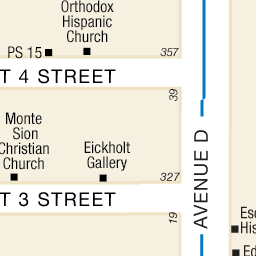 Orthodox
Hispanic
Church
PS 15
357
T 4 STREET
39
Monte
Sion
Christian
Church
Eickholt
Gallery
327
T 3 STREET
19
AVENUE D
Es
His
Ed